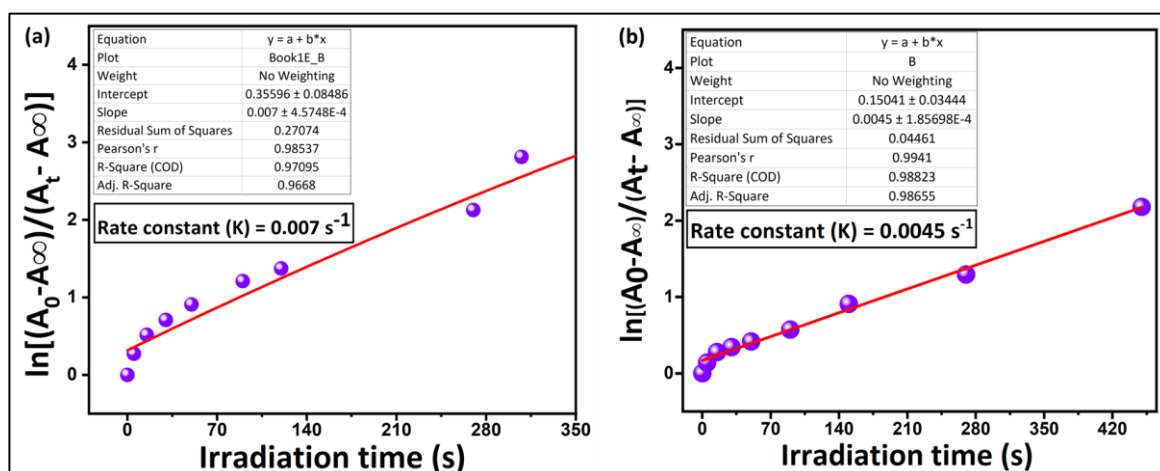 (a)
Equation y = a + b*x
Plot Book1E_B
Weight No Weighting
Intercept 0.35596 ± 0.08486
Slope 0.007 ± 4.5748E-4
Residual Sum of Squares 0.27074
Pearson's r 0.98537
R-Square (COD) 0.97095
Adj. R-Square 0.9668
Rate constant (K) = 0.007 s⁻¹
ln[(A₀-A∞)/(Aₜ- A∞)]
4
3
2
1
0
0 70 140 210 280 350
Irradiation time (s)
(b)
Equation y = a + b*x
Plot B
Weight No Weighting
Intercept 0.15041 ± 0.03444
Slope 0.0045 ± 1.85698E-4
Residual Sum of Squares 0.04461
Pearson's r 0.9941
R-Square (COD) 0.98823
Adj. R-Square 0.98655
Rate constant (K) = 0.0045 s⁻¹
ln[(A0-A∞)/(At- A∞)]
4
3
2
1
0
0 70 140 210 280 350 420
Irradiation time (s)